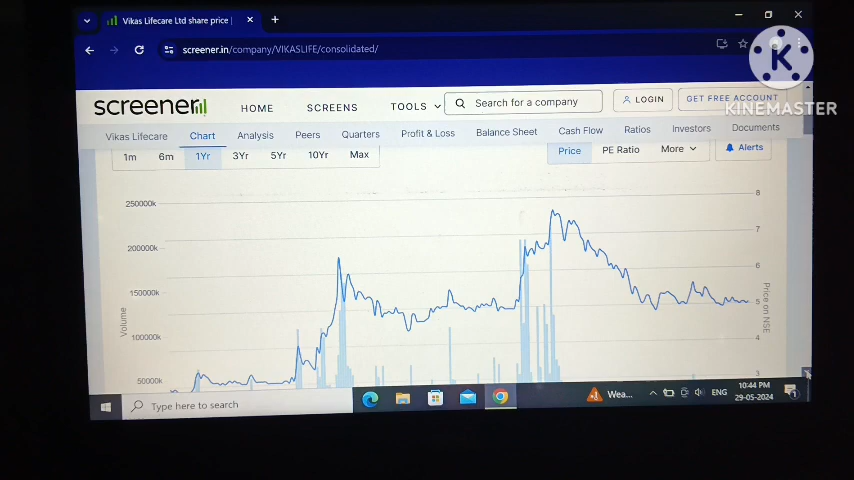 Vikas Lifecare Ltd share price |
screener.in/company/VIKASLIFE/consolidated/
KINEMASTER
screener
HOME
SCREENS
TOOLS
Search for a company
LOGIN
GET FREE ACCOUNT
Vikas Lifecare
Chart
Analysis
Peers
Quarters
Profit & Loss
Balance Sheet
Cash Flow
Ratios
Investors
Documents
1m 6m 1Yr 3Yr 5Yr 10Yr Max
Price PE Ratio More Alerts
250000k
200000k
150000k
100000k
50000k
Volume
8
7
6
5
4
3
Price on NSE
Type here to search
Wea...
ENG
10:44 PM
29-05-2024
1